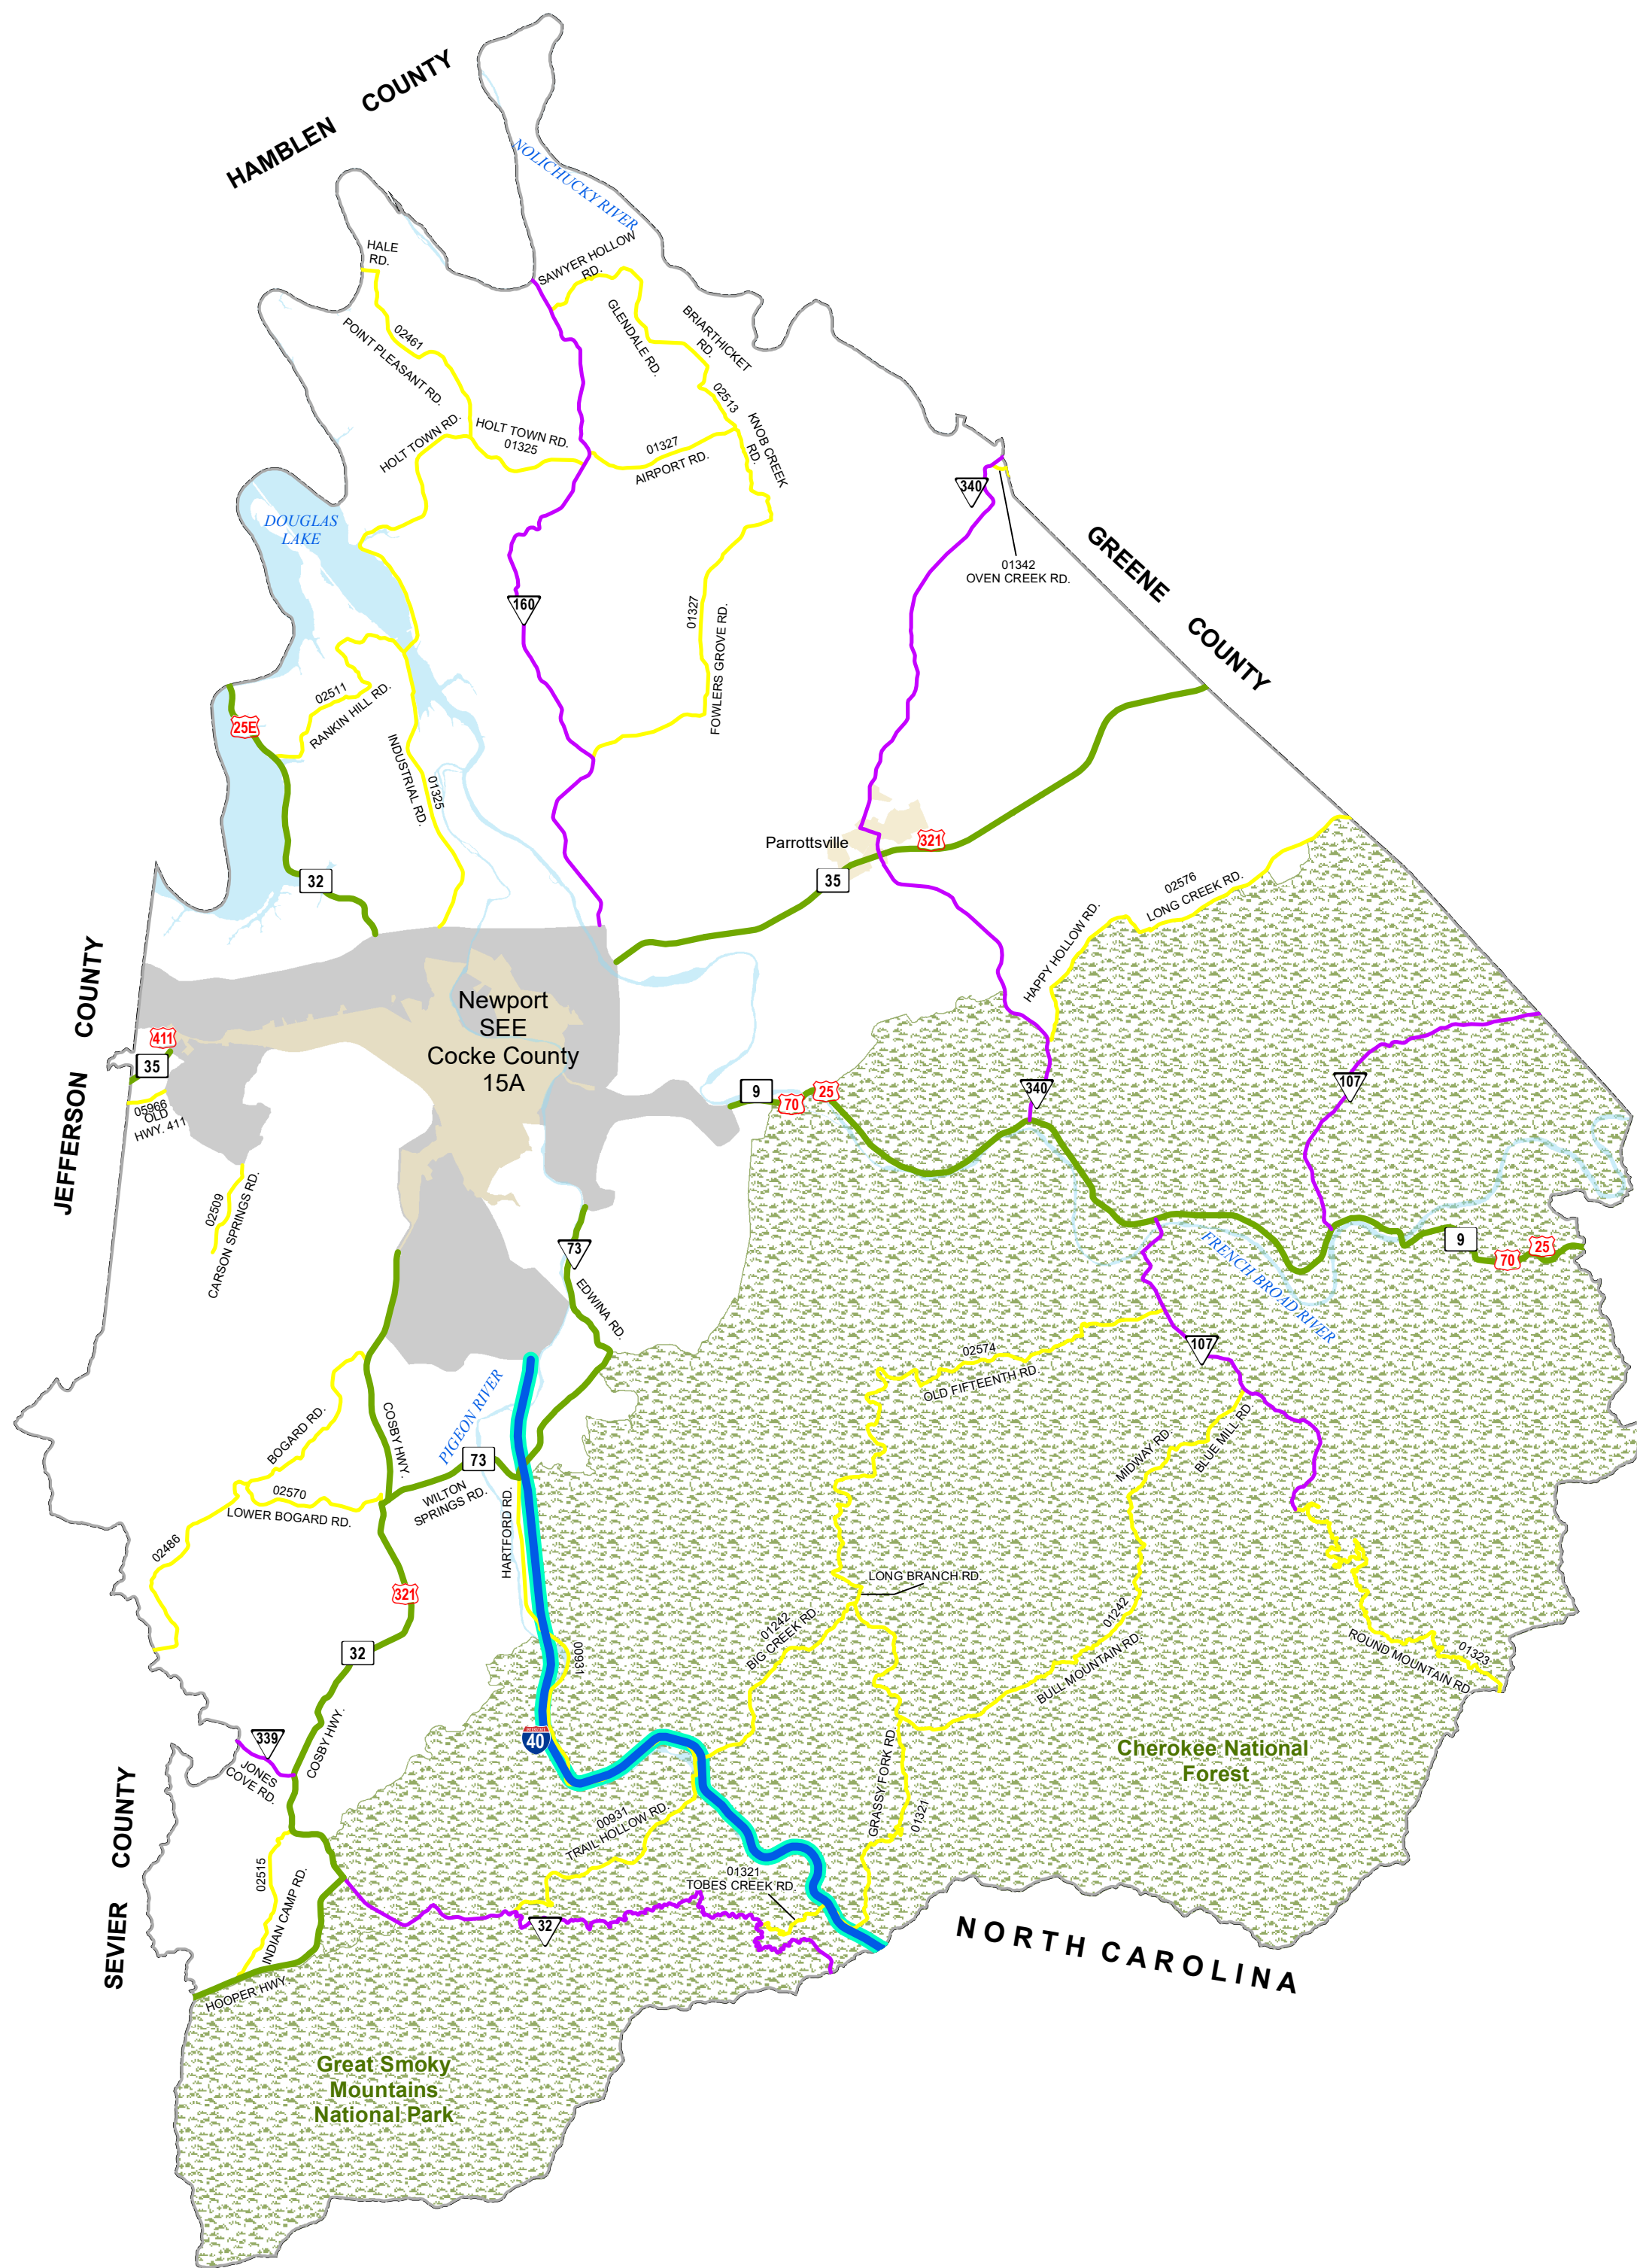 HAMBLEN COUNTY
NOLICHUCKY RIVER
HALE
RD.
SAWYER HOLLOW
RD.
02461
POINT PLEASANT RD.
GLENDALE RD.
BRIARTHICKET
RD.
02513
KNOB CREEK
RD.
HOLT TOWN RD.
HOLT TOWN RD.
01325
01327
AIRPORT RD.
340
DOUGLAS
LAKE
01342
OVEN CREEK RD.
GREENE COUNTY
160
01327
FOWLERS GROVE RD.
02511
RANKIN HILL RD.
25E
INDUSTRIAL RD.
01325
Parrottsville
321
32
35
02576
LONG CREEK RD.
HAPPY HOLLOW RD.
JEFFERSON COUNTY
Newport
SEE
Cocke County
15A
411
35
05966
OLD
HWY. 411
9
70
25
340
107
02509
CARSON SPRINGS RD.
73
EDWINA RD.
FRENCH BROAD RIVER
9
70
25
107
02574
OLD FIFTEENTH RD.
PIGEON RIVER
BOGARD RD.
COSBY HWY.
73
WILTON
SPRINGS RD.
02570
LOWER BOGARD RD.
02486
HARTFORD RD.
MIDWAY RD.
BLUE MILL RD.
321
LONG BRANCH RD.
01242
BIG CREEK RD.
01242
BULL MOUNTAIN RD.
ROUND MOUNTAIN RD.
01323
32
00931
339
JONES
COVE RD.
COSBY HWY.
INTERSTATE
40
GRASSY FORK RD.
01321
Cherokee National
Forest
SEVIER COUNTY
00931
TRAIL HOLLOW RD.
01321
TOBES CREEK RD.
02515
INDIAN CAMP RD.
32
NORTH CAROLINA
HOOPER HWY.
Great Smoky
Mountains
National Park